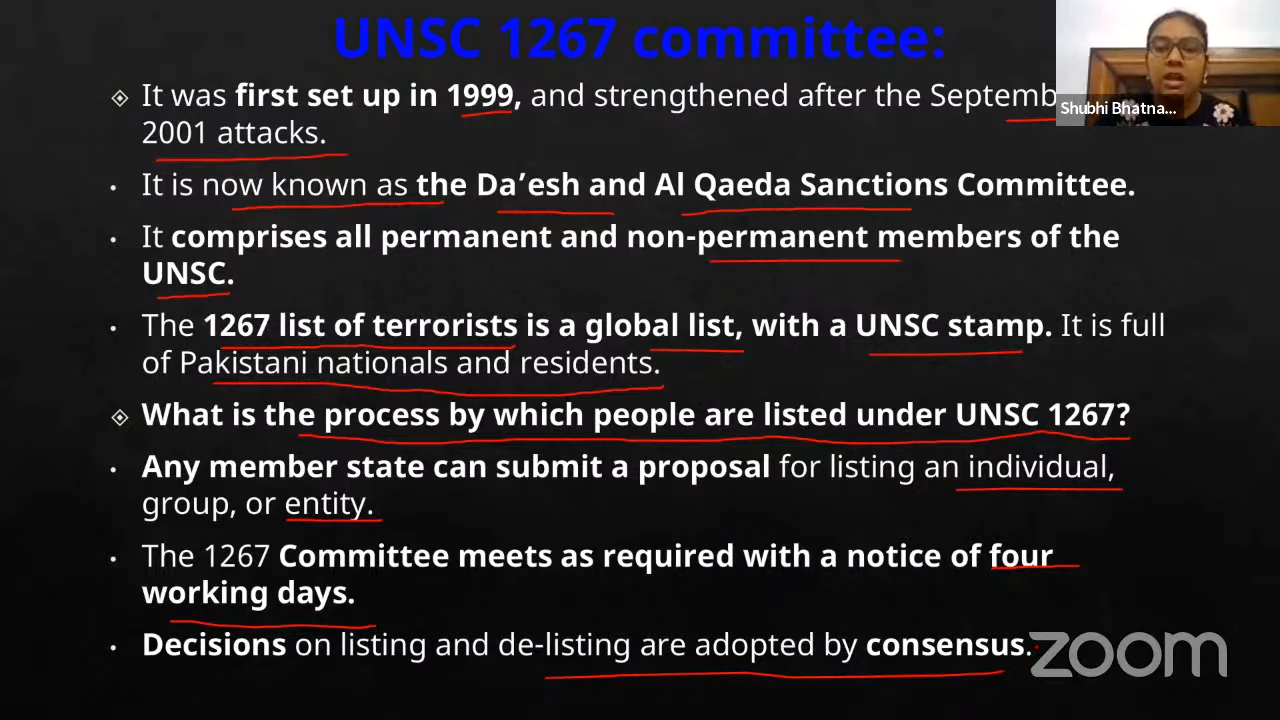 UNSC 1267 committee:
It was first set up in 1999, and strengthened after the Septemb
2001 attacks.
It is now known as the Da’esh and Al Qaeda Sanctions Committee.
It comprises all permanent and non-permanent members of the
UNSC.
The 1267 list of terrorists is a global list, with a UNSC stamp. It is full
of Pakistani nationals and residents.
What is the process by which people are listed under UNSC 1267?
Any member state can submit a proposal for listing an individual,
group, or entity.
The 1267 Committee meets as required with a notice of four
working days.
Decisions on listing and de-listing are adopted by consensus.
Shubhi Bhatna...
zoom